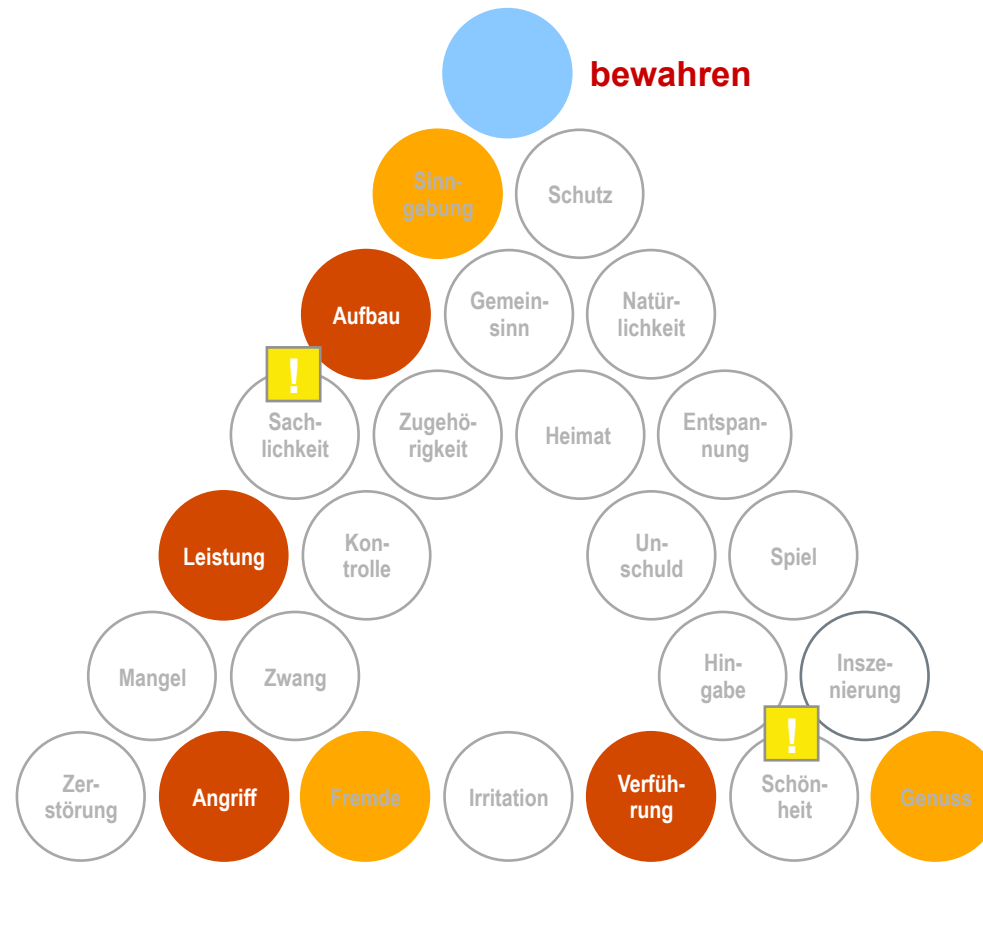 bewahren
Sinn-
gebung
Schutz
Aufbau
Gemein-
sinn
Natür-
lichkeit
!
Sach-
lichkeit
Zugehö-
rigkeit
Heimat
Entspan-
nung
Leistung
Kon-
trolle
Un-
schuld
Spiel
Mangel
Zwang
Hin-
gabe
Insze-
nierung
!
Zer-
störung
Angriff
Fremde
Irritation
Verfüh-
rung
Schön-
heit
Genuss